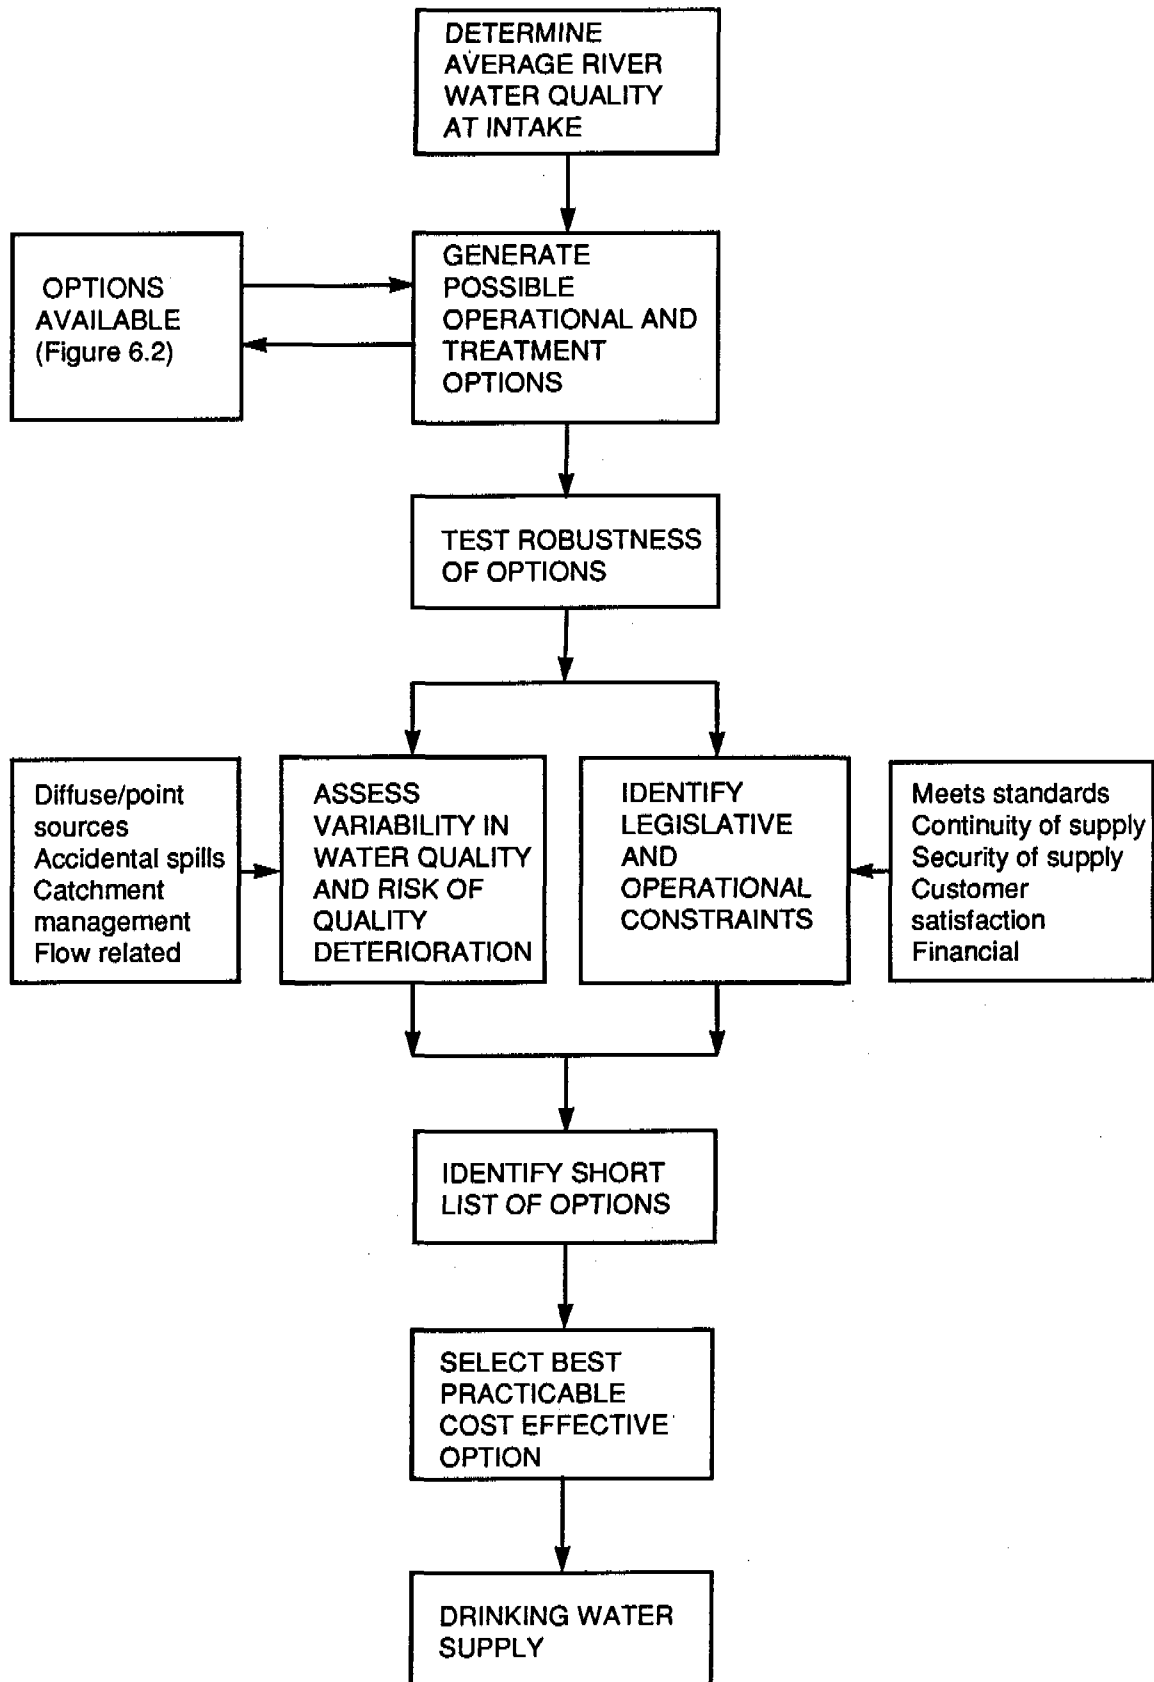 DETERMINE
AVERAGE RIVER
WATER QUALITY
AT INTAKE
OPTIONS
AVAILABLE
(Figure 6.2)
GENERATE
POSSIBLE
OPERATIONAL AND
TREATMENT
OPTIONS
TEST ROBUSTNESS
OF OPTIONS
Diffuse/point
sources
Accidental spills
Catchment
management
Flow related
ASSESS
VARIABILITY IN
WATER QUALITY
AND RISK OF
QUALITY
DETERIORATION
IDENTIFY
LEGISLATIVE
AND
OPERATIONAL
CONSTRAINTS
Meets standards
Continuity of supply
Security of supply
Customer
satisfaction
Financial
IDENTIFY SHORT
LIST OF OPTIONS
SELECT BEST
PRACTICABLE
COST EFFECTIVE
OPTION
DRINKING WATER
SUPPLY